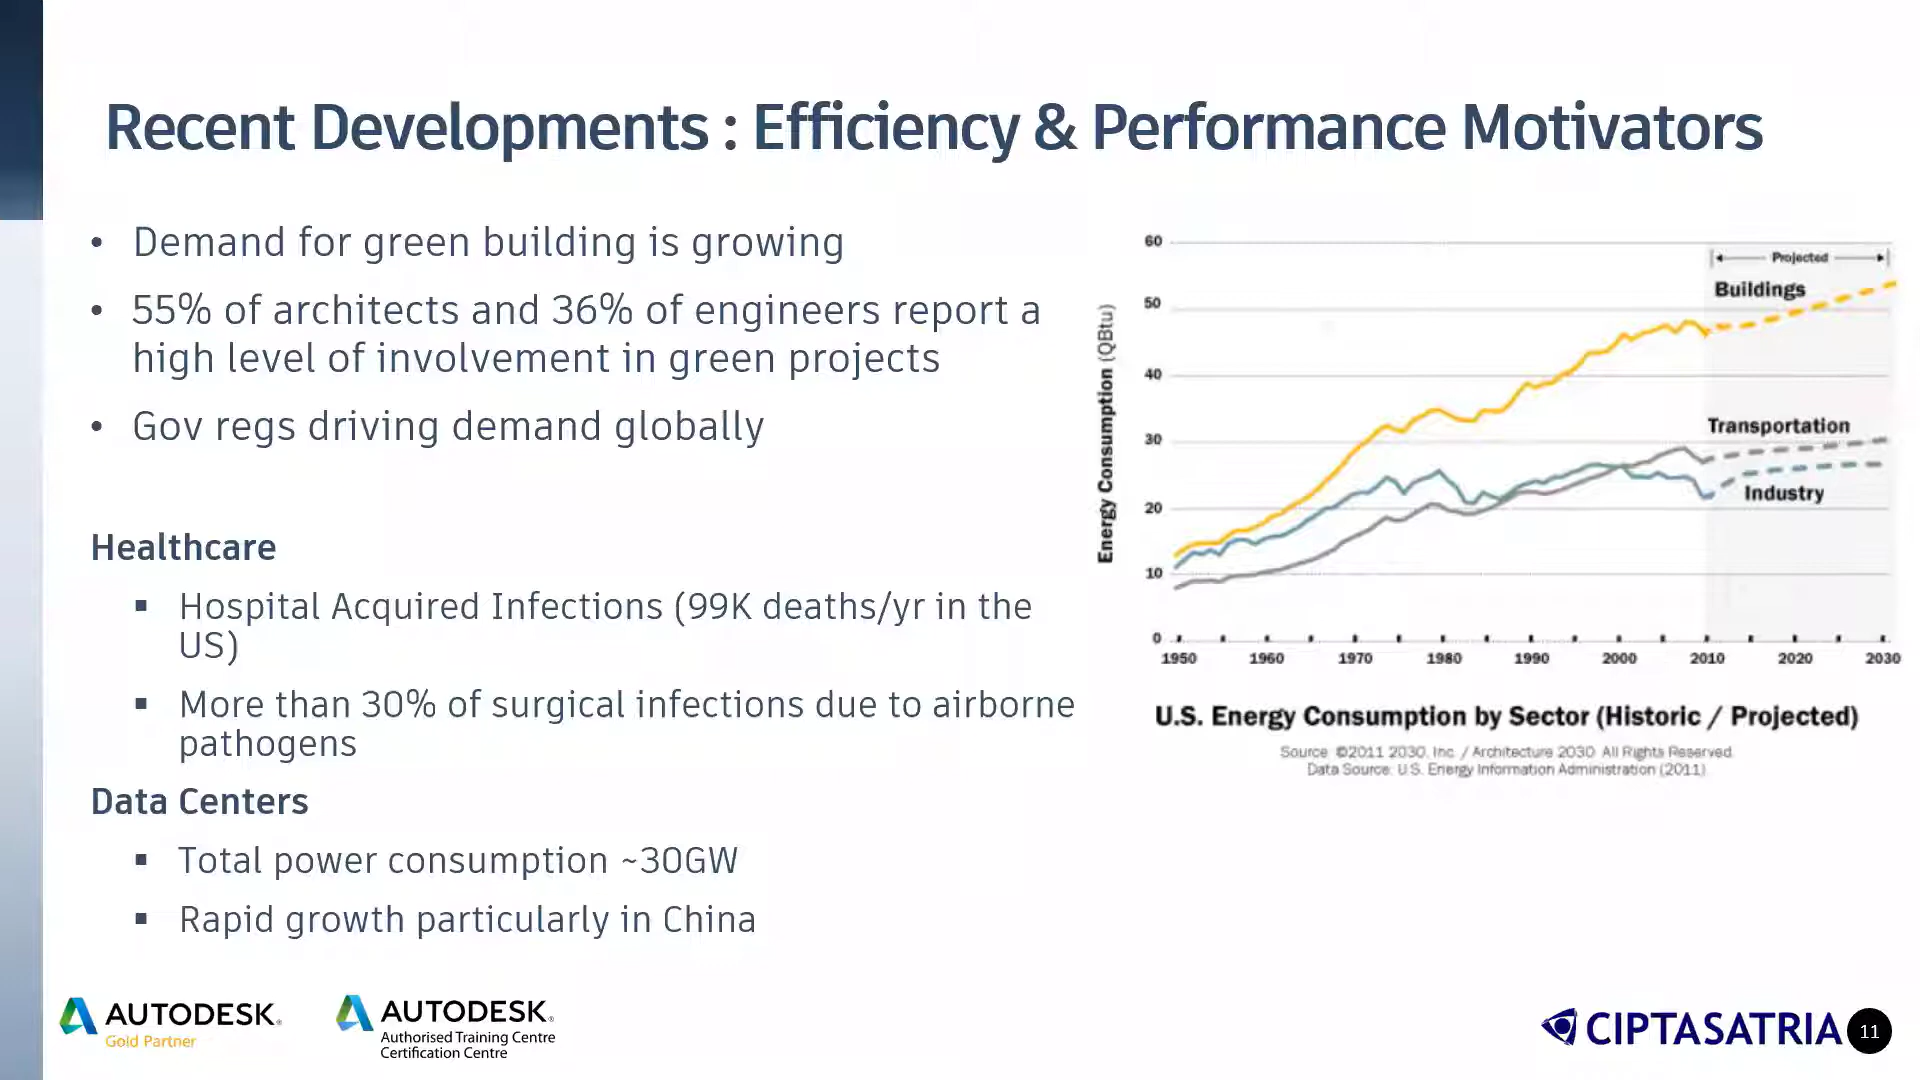 Recent Developments : Efficiency & Performance Motivators
• Demand for green building is growing
• 55% of architects and 36% of engineers report a
high level of involvement in green projects
• Gov regs driving demand globally
Healthcare
▪ Hospital Acquired Infections (99K deaths/yr in the
US)
▪ More than 30% of surgical infections due to airborne
pathogens
Data Centers
▪ Total power consumption ~30GW
▪ Rapid growth particularly in China
Energy Consumption (QBtu)
60
50
40
30
20
10
0
Projected
Buildings
Transportation
Industry
1950 1960 1970 1980 1990 2000 2010 2020 2030
U.S. Energy Consumption by Sector (Historic / Projected)
Source: ©2011 2030, Inc. / Architecture 2030. All Rights Reserved.
Data Source: U.S. Energy Information Administration (2011).
AUTODESK®
Gold Partner
AUTODESK®
Authorised Training Centre
Certification Centre
CIPTASATRIA
11